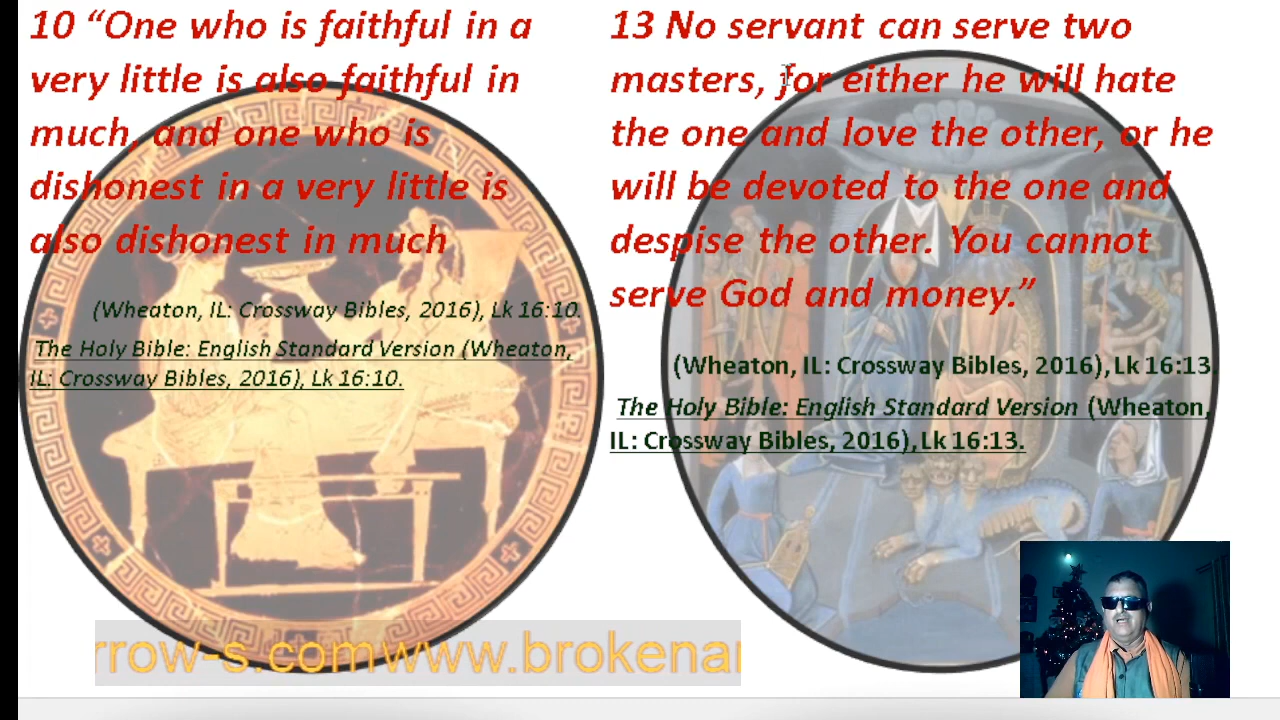 10 “One who is faithful in a
very little is also faithful in
much, and one who is
dishonest in a very little is
also dishonest in much
(Wheaton, IL: Crossway Bibles, 2016), Lk 16:10.
The Holy Bible: English Standard Version (Wheaton,
IL: Crossway Bibles, 2016), Lk 16:10.
13 No servant can serve two
masters, for either he will hate
the one and love the other, or he
will be devoted to the one and
despise the other. You cannot
serve God and money.”
(Wheaton, IL: Crossway Bibles, 2016), Lk 16:13.
The Holy Bible: English Standard Version (Wheaton,
IL: Crossway Bibles, 2016), Lk 16:13.
rrow-s.comwww.brokenar